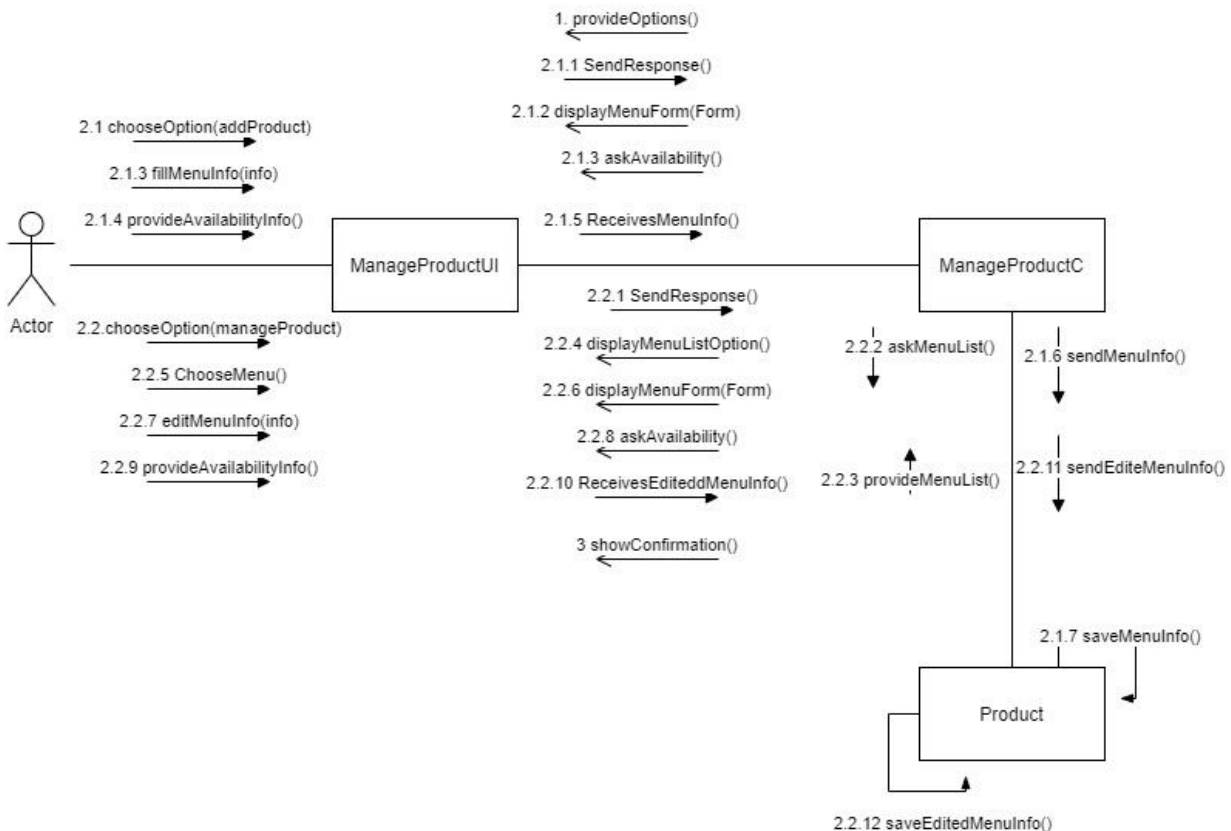 1. provideOptions()
2.1.1 SendResponse()
2.1.2 displayMenuForm(Form)
2.1 chooseOption(addProduct)
2.1.3 askAvailability()
2.1.3 fillMenuInfo(info)
2.1.4 provideAvailabilityInfo()
2.1.5 ReceivesMenuInfo()
ManageProductUI
ManageProductC
Actor
2.2.chooseOption(manageProduct)
2.2.1 SendResponse()
2.2.4 displayMenuListOption()
2.2.2 askMenuList()
2.1.6 sendMenuInfo()
2.2.5 ChooseMenu()
2.2.6 displayMenuForm(Form)
2.2.7 editMenuInfo(info)
2.2.8 askAvailability()
2.2.9 provideAvailabilityInfo()
2.2.10 ReceivesEditeddMenuInfo()
2.2.3 provideMenuList()
2.2.11 sendEditeMenuInfo()
3 showConfirmation()
2.1.7 saveMenuInfo()
Product
2.2.12 saveEditedMenuInfo()